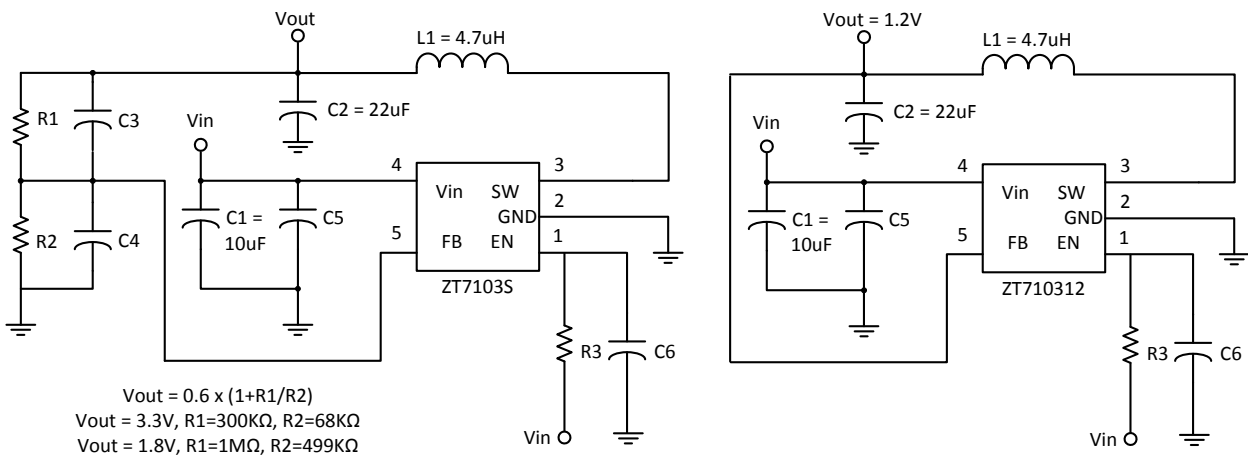 Vout
L1 = 4.7uH
R1
C3
C2 = 22uF
Vin
4
3
Vin
SW
2
GND
R2
C4
C1 =
10uF
C5
5
FB
EN
1
ZT7103S
R3
C6
Vin
Vout = 0.6 x (1+R1/R2)
Vout = 3.3V, R1=300KΩ, R2=68KΩ
Vout = 1.8V, R1=1MΩ, R2=499KΩ
Vout = 1.2V
L1 = 4.7uH
C2 = 22uF
Vin
4
3
Vin
SW
2
GND
C1 =
10uF
C5
5
FB
EN
1
ZT710312
R3
C6
Vin